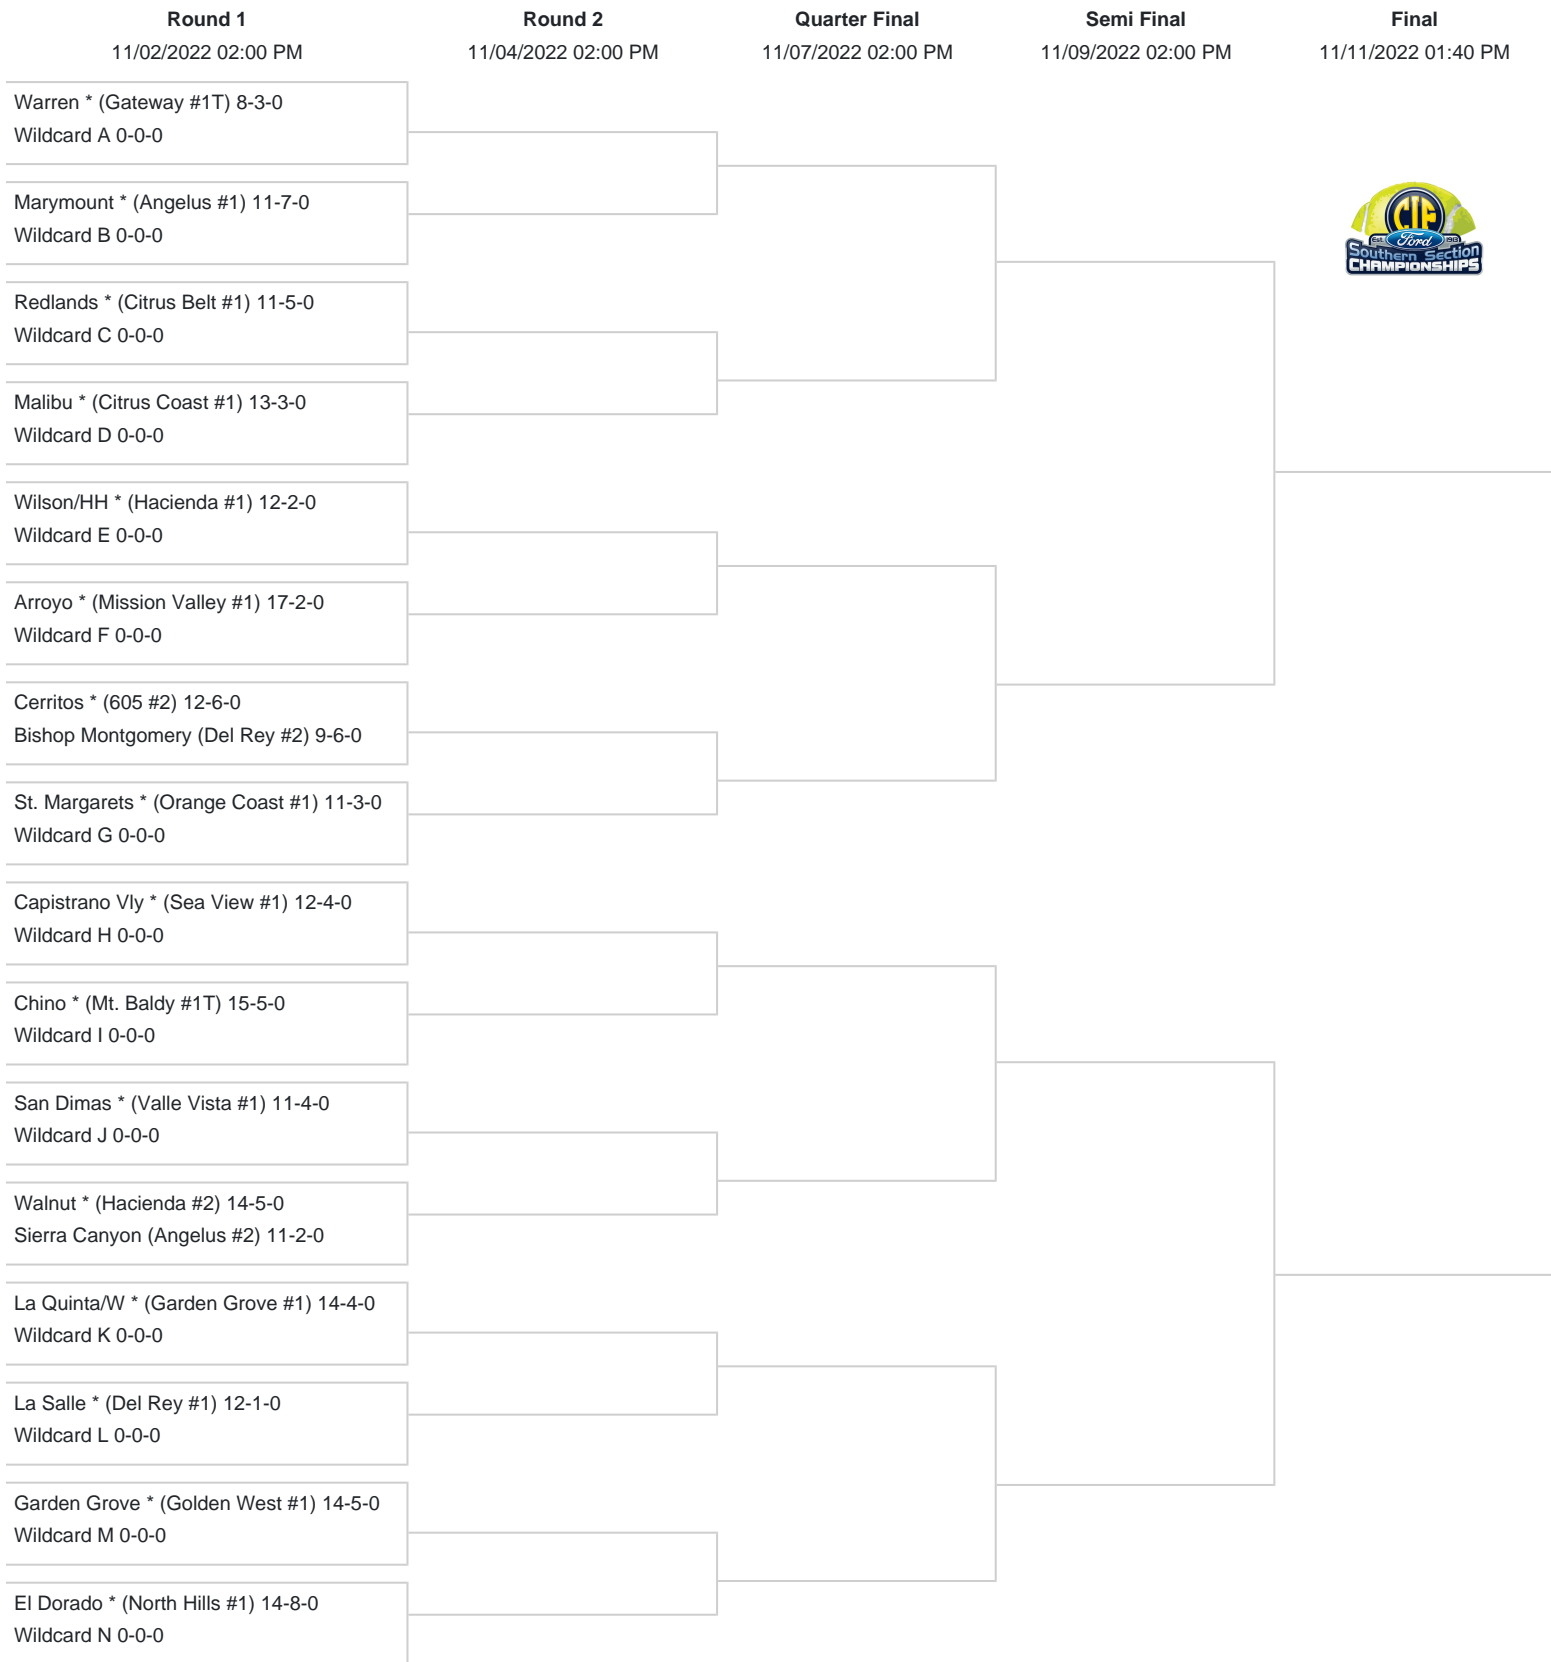 Round 1
11/02/2022 02:00 PM
Round 2
11/04/2022 02:00 PM
Quarter Final
11/07/2022 02:00 PM
Semi Final
11/09/2022 02:00 PM
Final
11/11/2022 01:40 PM
Warren * (Gateway #1T) 8-3-0
Wildcard A 0-0-0
Marymount * (Angelus #1) 11-7-0
Wildcard B 0-0-0
Redlands * (Citrus Belt #1) 11-5-0
Wildcard C 0-0-0
Malibu * (Citrus Coast #1) 13-3-0
Wildcard D 0-0-0
Wilson/HH * (Hacienda #1) 12-2-0
Wildcard E 0-0-0
Arroyo * (Mission Valley #1) 17-2-0
Wildcard F 0-0-0
Cerritos * (605 #2) 12-6-0
Bishop Montgomery (Del Rey #2) 9-6-0
St. Margarets * (Orange Coast #1) 11-3-0
Wildcard G 0-0-0
Capistrano Vly * (Sea View #1) 12-4-0
Wildcard H 0-0-0
Chino * (Mt. Baldy #1T) 15-5-0
Wildcard I 0-0-0
San Dimas * (Valle Vista #1) 11-4-0
Wildcard J 0-0-0
Walnut * (Hacienda #2) 14-5-0
Sierra Canyon (Angelus #2) 11-2-0
La Quinta/W * (Garden Grove #1) 14-4-0
Wildcard K 0-0-0
La Salle * (Del Rey #1) 12-1-0
Wildcard L 0-0-0
Garden Grove * (Golden West #1) 14-5-0
Wildcard M 0-0-0
El Dorado * (North Hills #1) 14-8-0
Wildcard N 0-0-0
CIF
Est. Ford 1913
Southern Section
CHAMPIONSHIPS